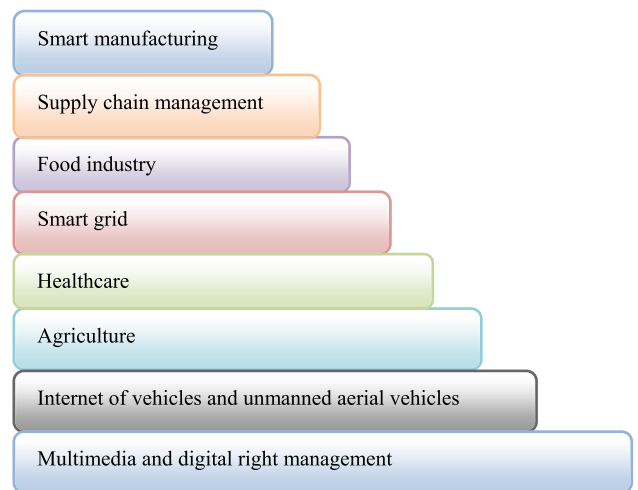 Smart manufacturing
Supply chain management
Food industry
Smart grid
Healthcare
Agriculture
Internet of vehicles and unmanned aerial vehicles
Multimedia and digital right management